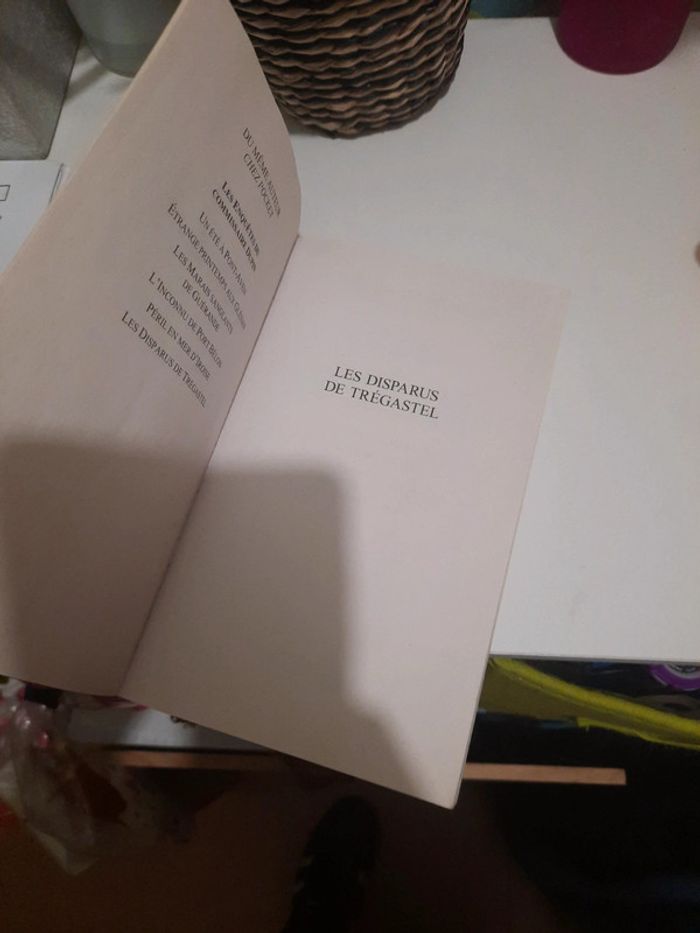 DU MÊME AUTEUR
CHEZ POCKET
LES ENQUÊTES DU
COMMISSAIRE DUPIN
UN ÉTÉ À PONT-AVEN
ÉTRANGE PRINTEMPS AUX GLÉNAN
LES MARAIS SANGLANTS
DE GUÉRANDE
L'INCONNU DE PORT BÉLON
PÉRIL EN MER D'IROISE
LES DISPARUS DE TRÉGASTEL
LES DISPARUS
DE TRÉGASTEL